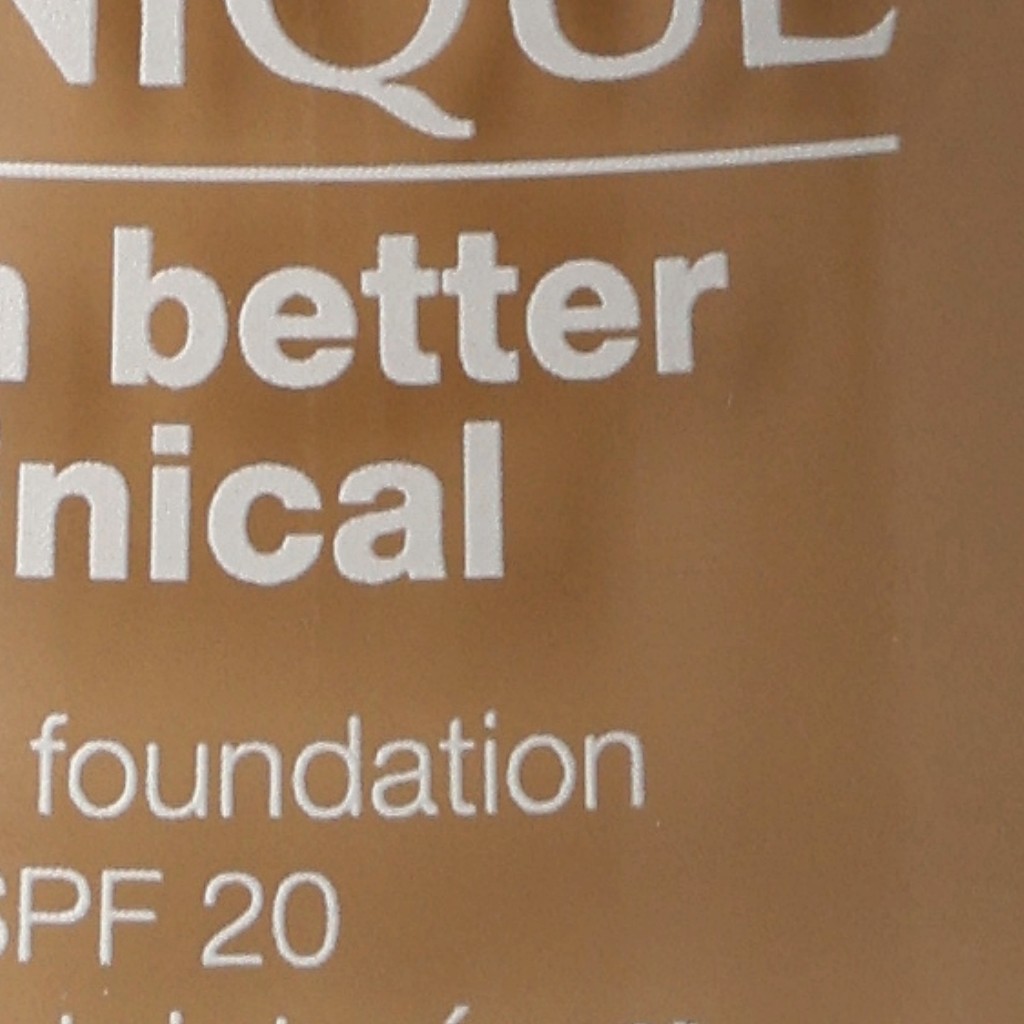 NIQUE
better
nical
foundation
SPF 20